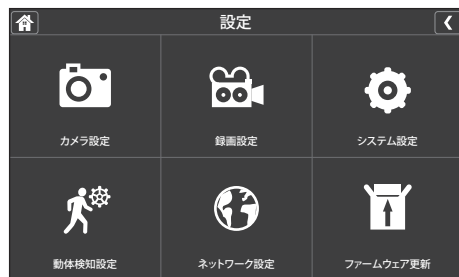 設定
カメラ設定
録画設定
システム設定
動体検知設定
ネットワーク設定
ファームウェア更新